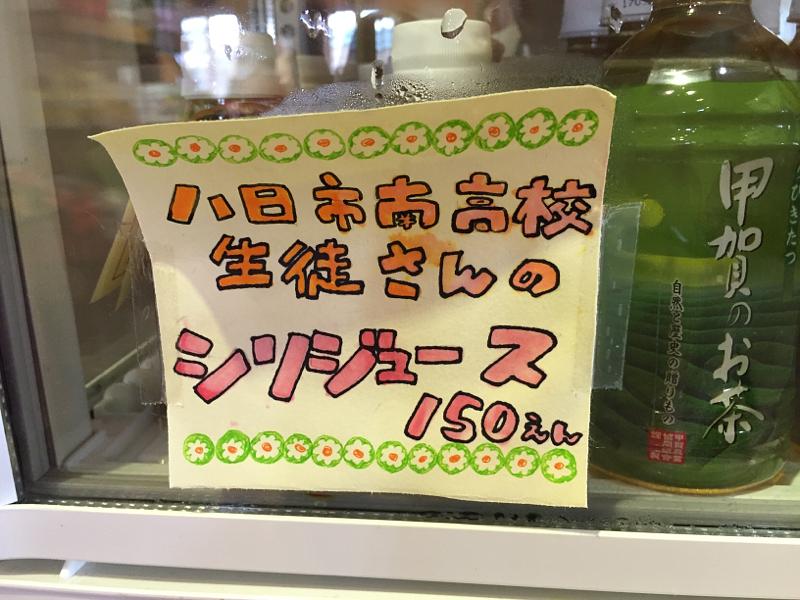 八日市南高校
生徒さんの
シソジュース
150えん
甲賀のお茶
自然と歴史の贈りもの